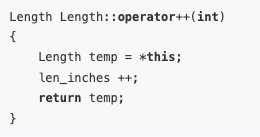 Length Length::operator++(int)
{
    Length temp = *this;
    len_inches ++;
    return temp;
}